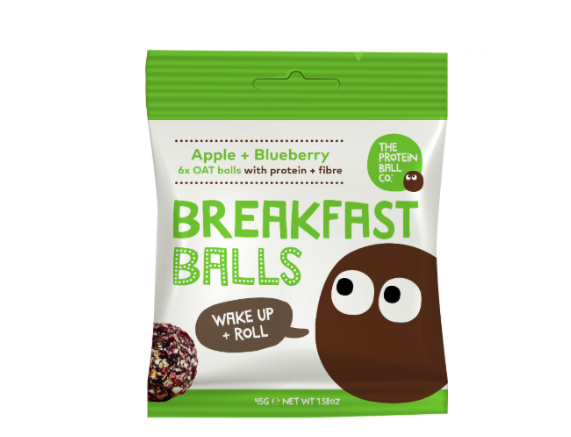 Apple + Blueberry
6x OAT balls with protein + fibre
THE
PROTEIN
BALL
CO.
BREAKFAST
BALLS
WAKE UP
+ ROLL
45G ℮ NET WT 1.58OZ